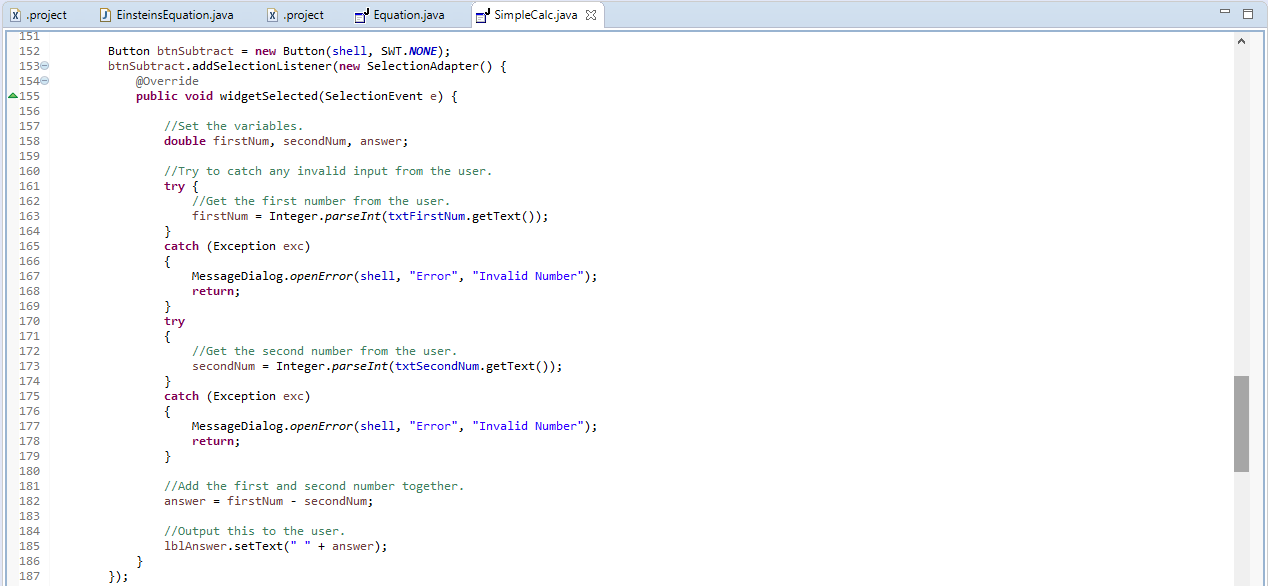 .project EinsteinsEquation.java .project Equation.java SimpleCalc.java
151
152 Button btnSubtract = new Button(shell, SWT.NONE);
153 btnSubtract.addSelectionListener(new SelectionAdapter() {
154 @Override
155 public void widgetSelected(SelectionEvent e) {
156
157 //Set the variables.
158 double firstNum, secondNum, answer;
159
160 //Try to catch any invalid input from the user.
161 try {
162 //Get the first number from the user.
163 firstNum = Integer.parseInt(txtFirstNum.getText());
164 }
165 catch (Exception exc)
166 {
167 MessageDialog.openError(shell, "Error", "Invalid Number");
168 return;
169 }
170 try
171 {
172 //Get the second number from the user.
173 secondNum = Integer.parseInt(txtSecondNum.getText());
174 }
175 catch (Exception exc)
176 {
177 MessageDialog.openError(shell, "Error", "Invalid Number");
178 return;
179 }
180
181 //Add the first and second number together.
182 answer = firstNum - secondNum;
183
184 //Output this to the user.
185 lblAnswer.setText(" " + answer);
186 }
187 });